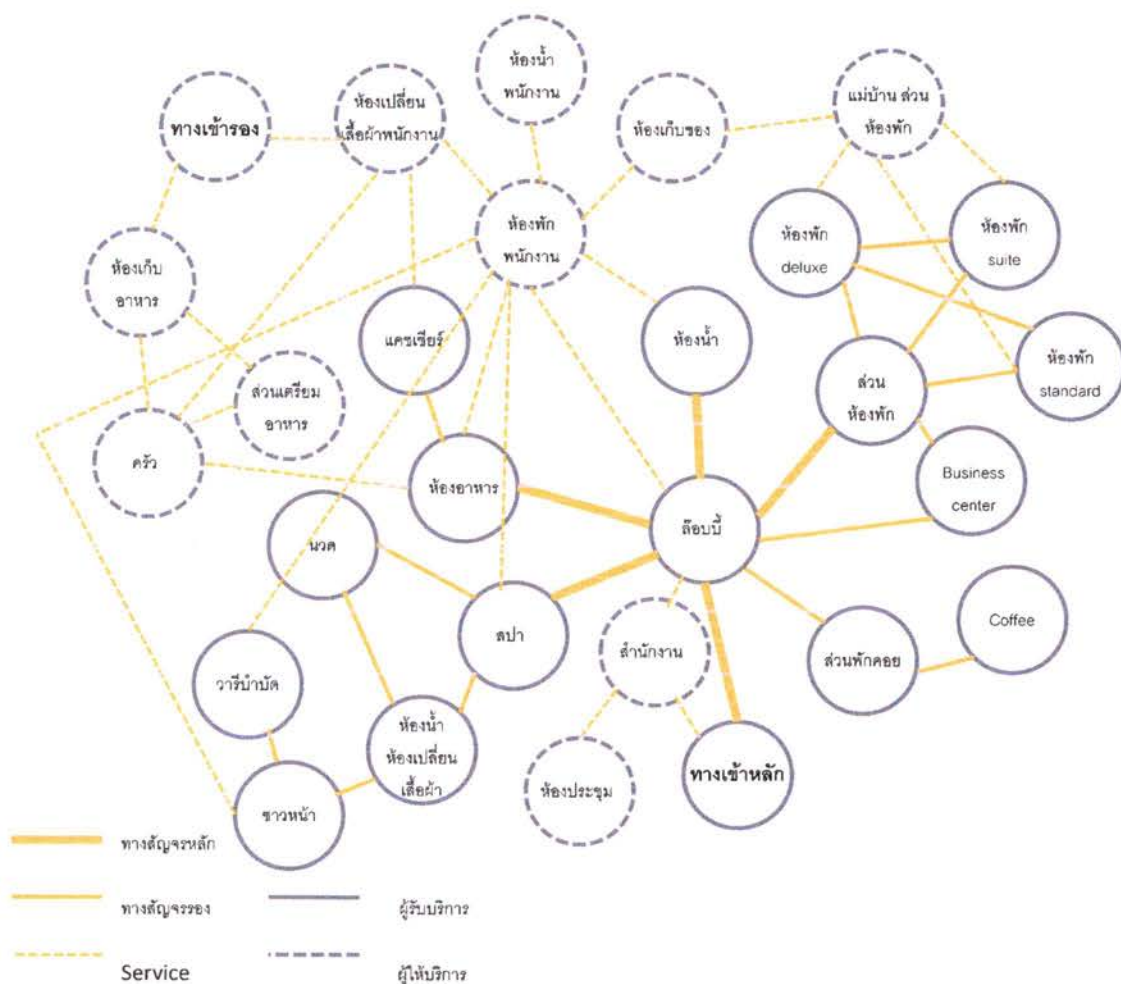 ห้องน้ำ
พนักงาน
ห้องเปลี่ยน
เสื้อผ้าพนักงาน
ทางเข้ารอง
ห้องเก็บของ
แม่บ้าน ส่วน
ห้องพัก
ห้องพัก
พนักงาน
ห้องพัก
deluxe
ห้องพัก
suite
ห้องเก็บ
อาหาร
แคชเชียร์
ห้องน้ำ
ส่วน
ห้องพัก
ห้องพัก
standard
ส่วนเตรียม
อาหาร
ครัว
ห้องอาหาร
Business
center
ล๊อบบี้
นวด
สปา
สำนักงาน
ส่วนพักคอย
Coffee
วารีบำบัด
ห้องน้ำ
ห้องเปลี่ยน
เสื้อผ้า
ห้องประชุม
ทางเข้าหลัก
ซาวหน้า
ทางสัญจรหลัก
ทางสัญจรรอง
ผู้รับบริการ
Service
ผู้ให้บริการ